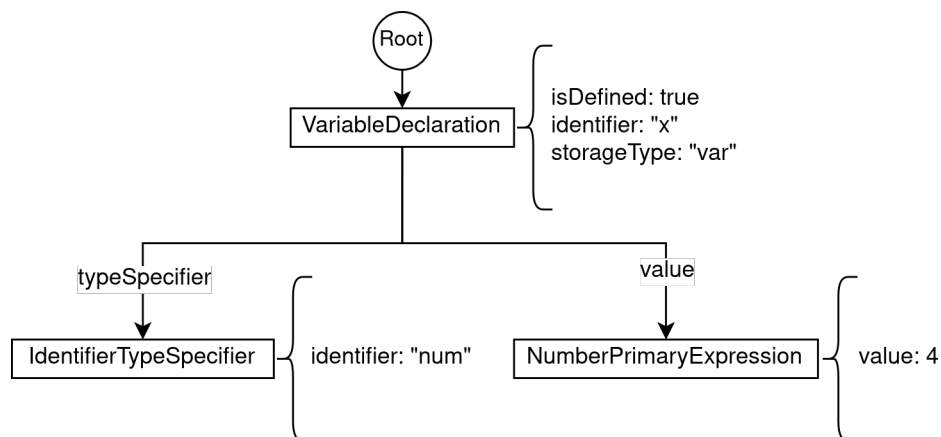 Root
VariableDeclaration
isDefined: true
identifier: "x"
storageType: "var"
typeSpecifier
value
IdentifierTypeSpecifier
identifier: "num"
NumberPrimaryExpression
value: 4